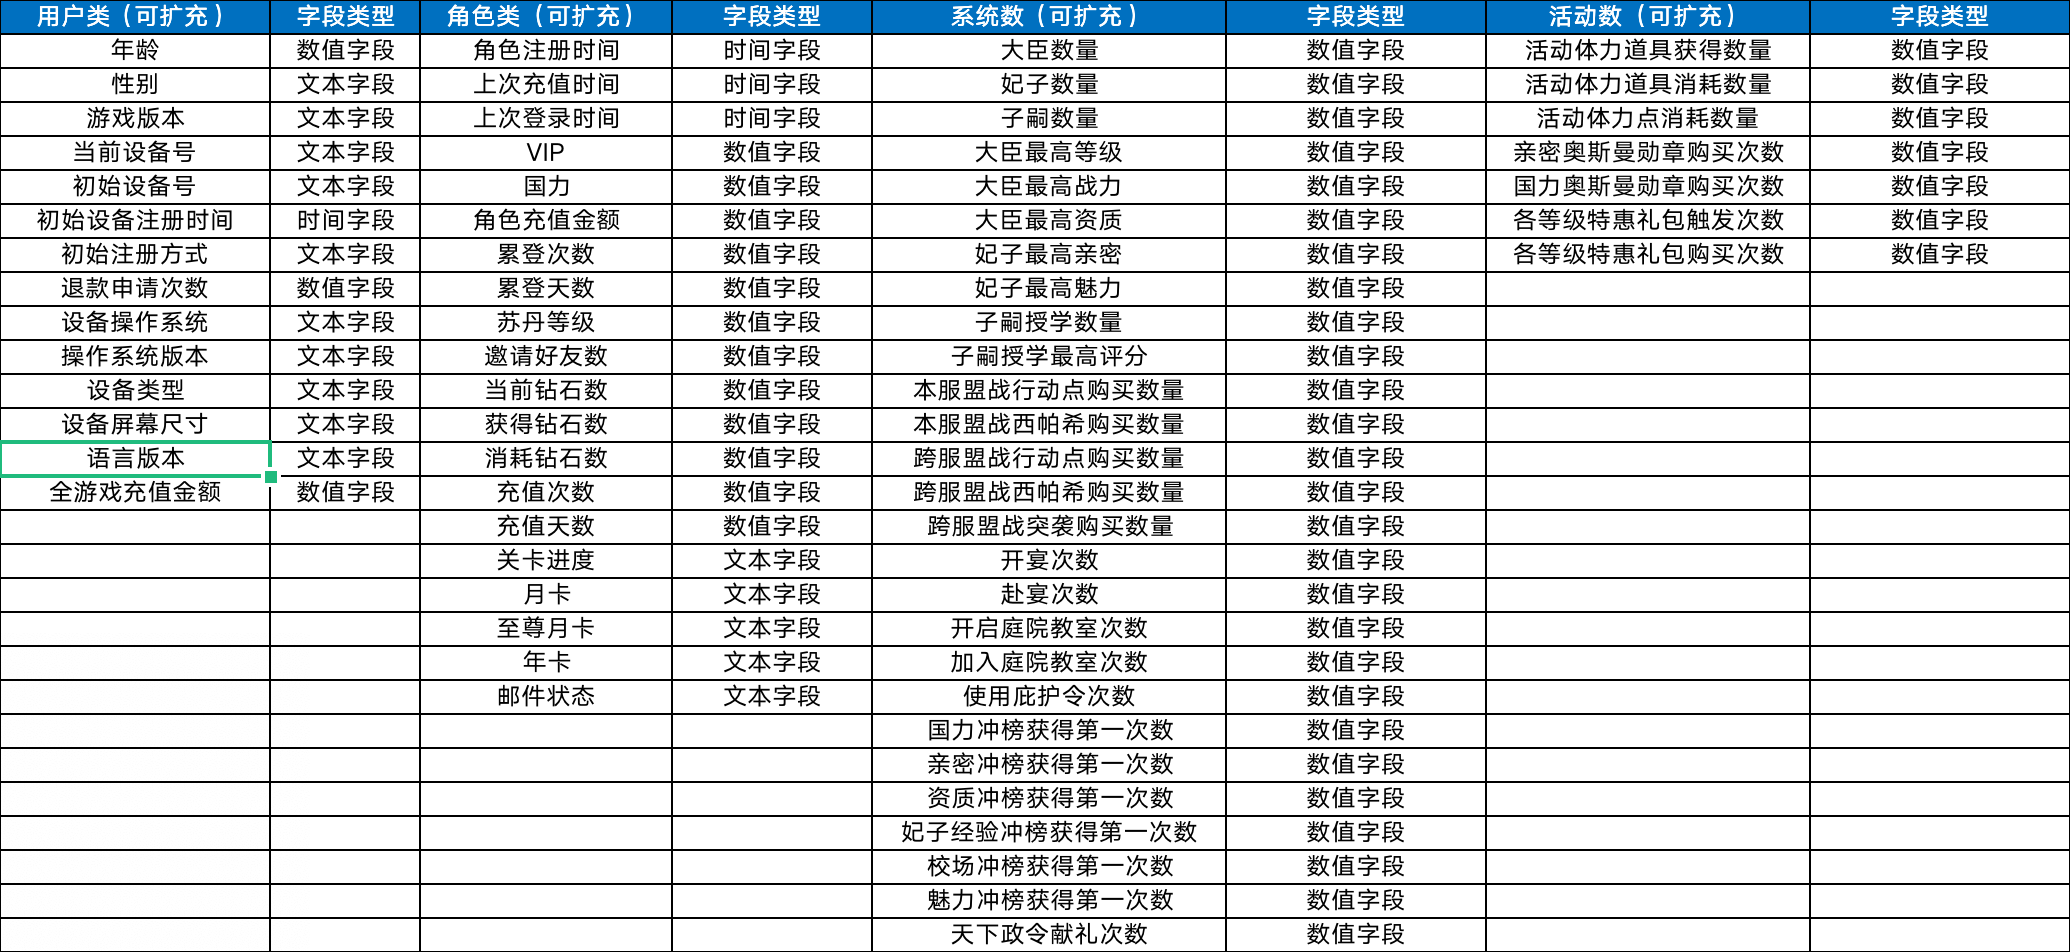 用户类（可扩充） 字段类型 角色类（可扩充） 字段类型 系统数（可扩充） 字段类型 活动数（可扩充） 字段类型
年龄 数值字段 角色注册时间 时间字段 大臣数量 数值字段 活动体力道具获得数量 数值字段
性别 文本字段 上次充值时间 时间字段 妃子数量 数值字段 活动体力道具消耗数量 数值字段
游戏版本 文本字段 上次登录时间 时间字段 子嗣数量 数值字段 活动体力点消耗数量 数值字段
当前设备号 文本字段 VIP 数值字段 大臣最高等级 数值字段 亲密奥斯曼勋章购买次数 数值字段
初始设备号 文本字段 国力 数值字段 大臣最高战力 数值字段 国力奥斯曼勋章购买次数 数值字段
初始设备注册时间 时间字段 角色充值金额 数值字段 大臣最高资质 数值字段 各等级特惠礼包触发次数 数值字段
初始注册方式 文本字段 累登次数 数值字段 妃子最高亲密 数值字段 各等级特惠礼包购买次数 数值字段
退款申请次数 数值字段 累登天数 数值字段 妃子最高魅力 数值字段
设备操作系统 文本字段 苏丹等级 数值字段 子嗣授学数量 数值字段
操作系统版本 文本字段 邀请好友数 数值字段 子嗣授学最高评分 数值字段
设备类型 文本字段 当前钻石数 数值字段 本服盟战行动点购买数量 数值字段
设备屏幕尺寸 文本字段 获得钻石数 数值字段 本服盟战西帕希购买数量 数值字段
语言版本 文本字段 消耗钻石数 数值字段 跨服盟战行动点购买数量 数值字段
全游戏充值金额 数值字段 充值次数 数值字段 跨服盟战西帕希购买数量 数值字段
充值天数 数值字段 跨服盟战突袭购买数量 数值字段
关卡进度 文本字段 开宴次数 数值字段
月卡 文本字段 赴宴次数 数值字段
至尊月卡 文本字段 开启庭院教室次数 数值字段
年卡 文本字段 加入庭院教室次数 数值字段
邮件状态 文本字段 使用庇护令次数 数值字段
国力冲榜获得第一次数 数值字段
亲密冲榜获得第一次数 数值字段
资质冲榜获得第一次数 数值字段
妃子经验冲榜获得第一次数 数值字段
校场冲榜获得第一次数 数值字段
魅力冲榜获得第一次数 数值字段
天下政令献礼次数 数值字段